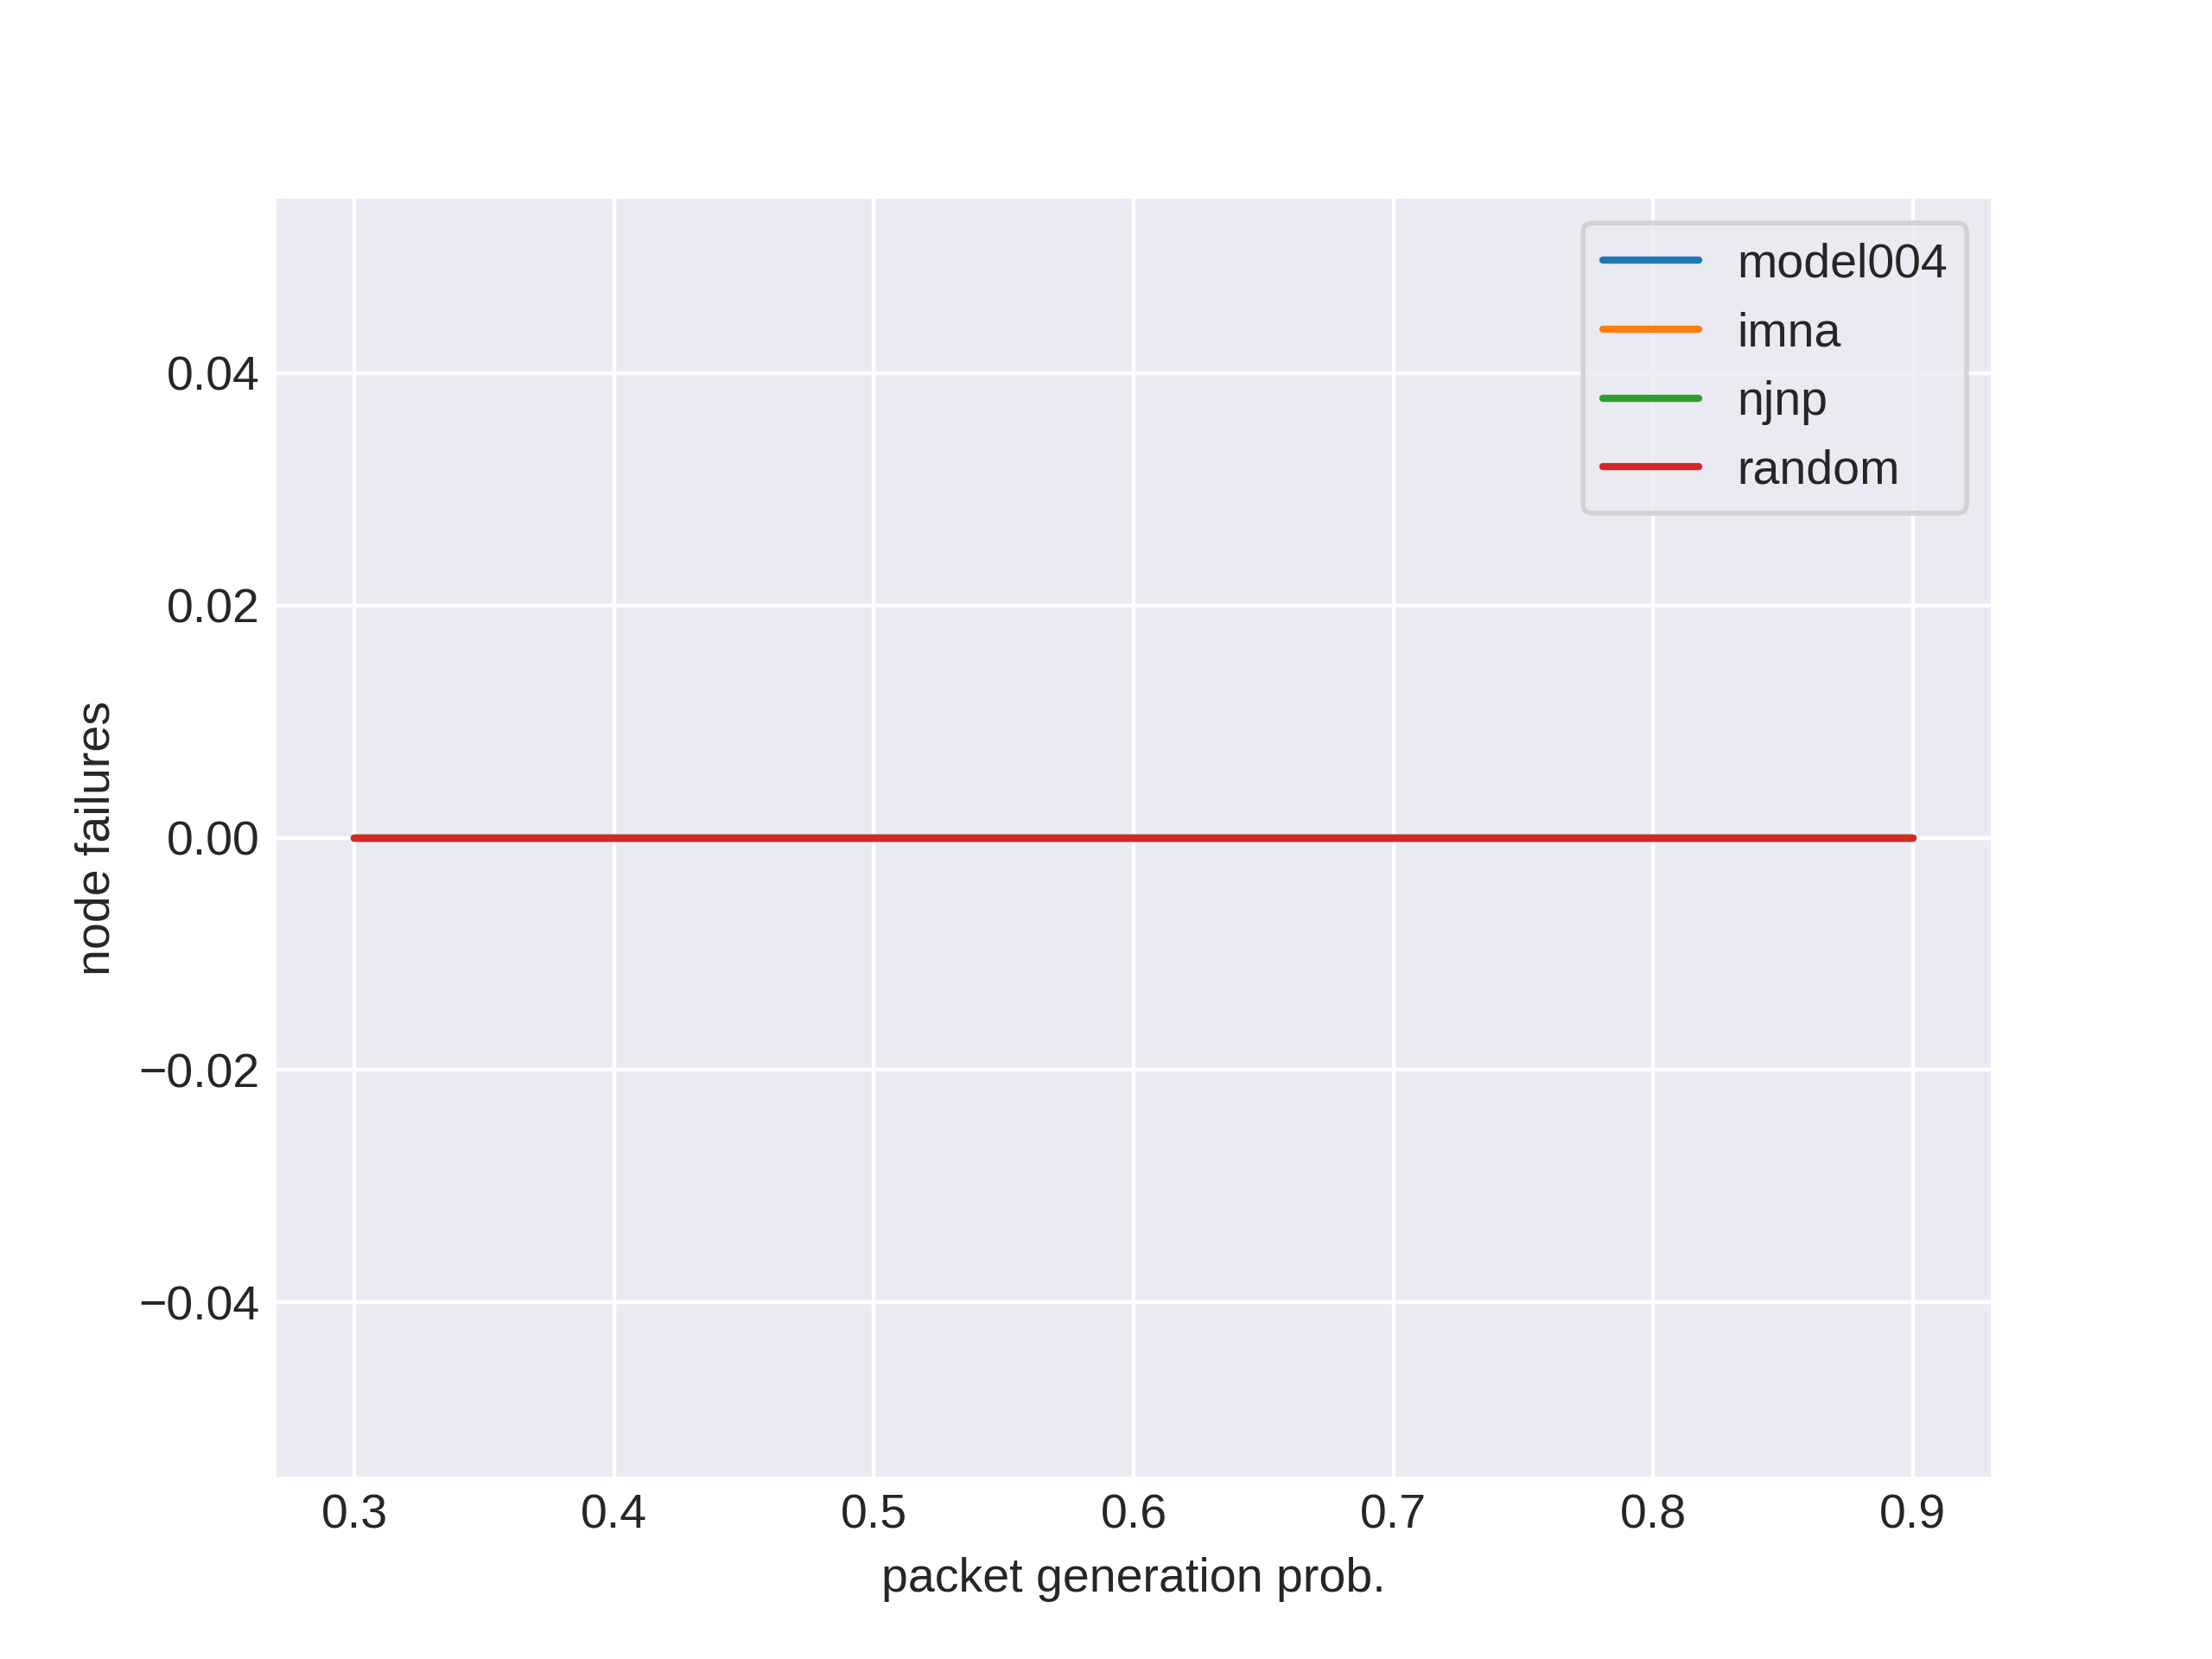 model004
imna
njnp
random
0.04
0.02
0.00
−0.02
−0.04
node failures
0.3 0.4 0.5 0.6 0.7 0.8 0.9
packet generation prob.